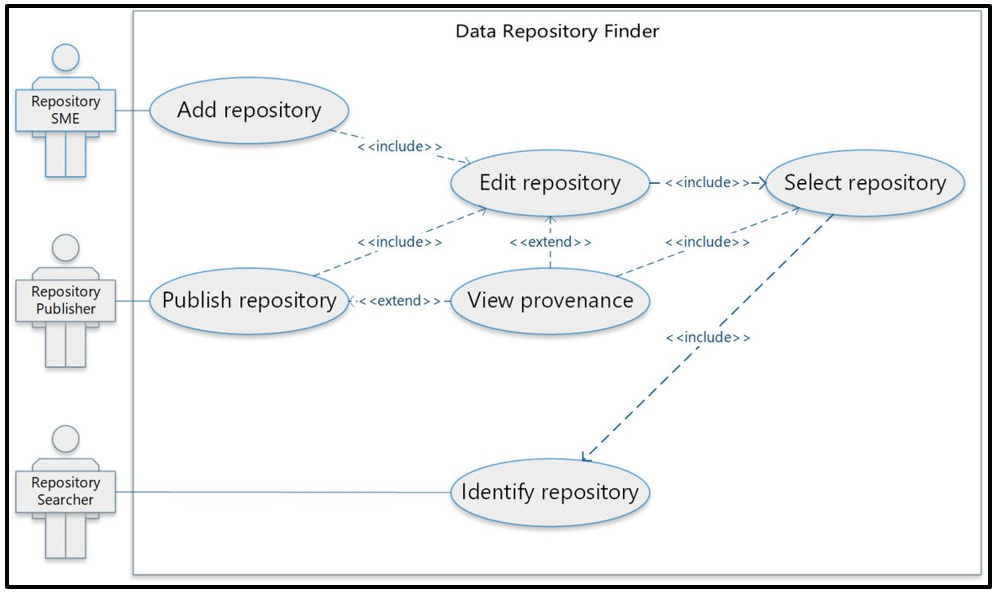 Data Repository Finder
Repository
SME
Add repository
<<include>>
Edit repository
<<include>>
Select repository
<<include>>
<<extend>>
<<include>>
Repository
Publisher
Publish repository
<<extend>>
View provenance
<<include>>
Repository
Searcher
Identify repository